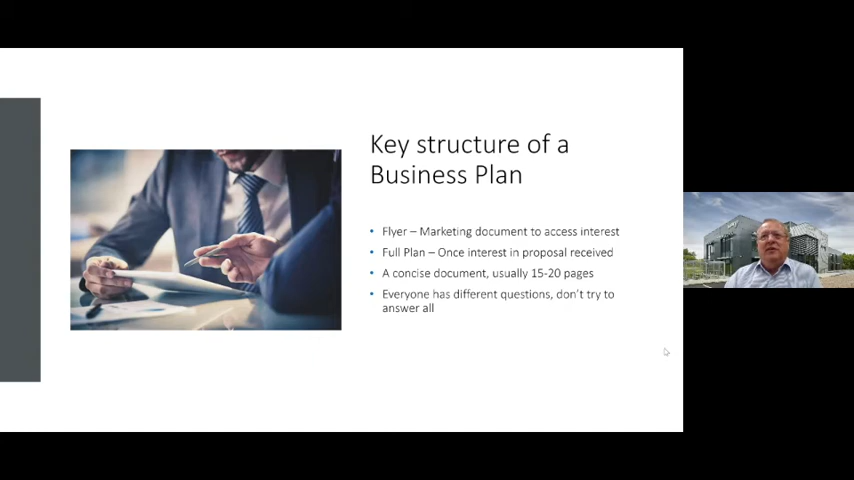 Key structure of a
Business Plan
• Flyer – Marketing document to access interest
• Full Plan – Once interest in proposal received
• A concise document, usually 15-20 pages
• Everyone has different questions, don't try to
answer all